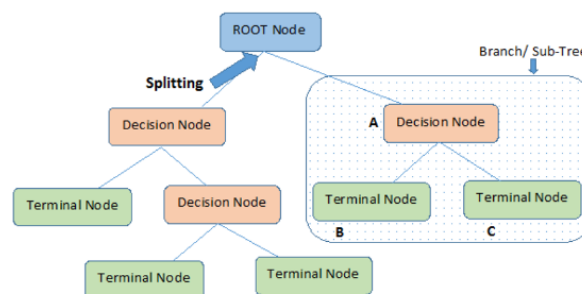 ROOT Node
Branch/ Sub-Tree
Splitting
Decision Node
A
Decision Node
Terminal Node
Decision Node
Terminal Node
Terminal Node
B
C
Terminal Node
Terminal Node